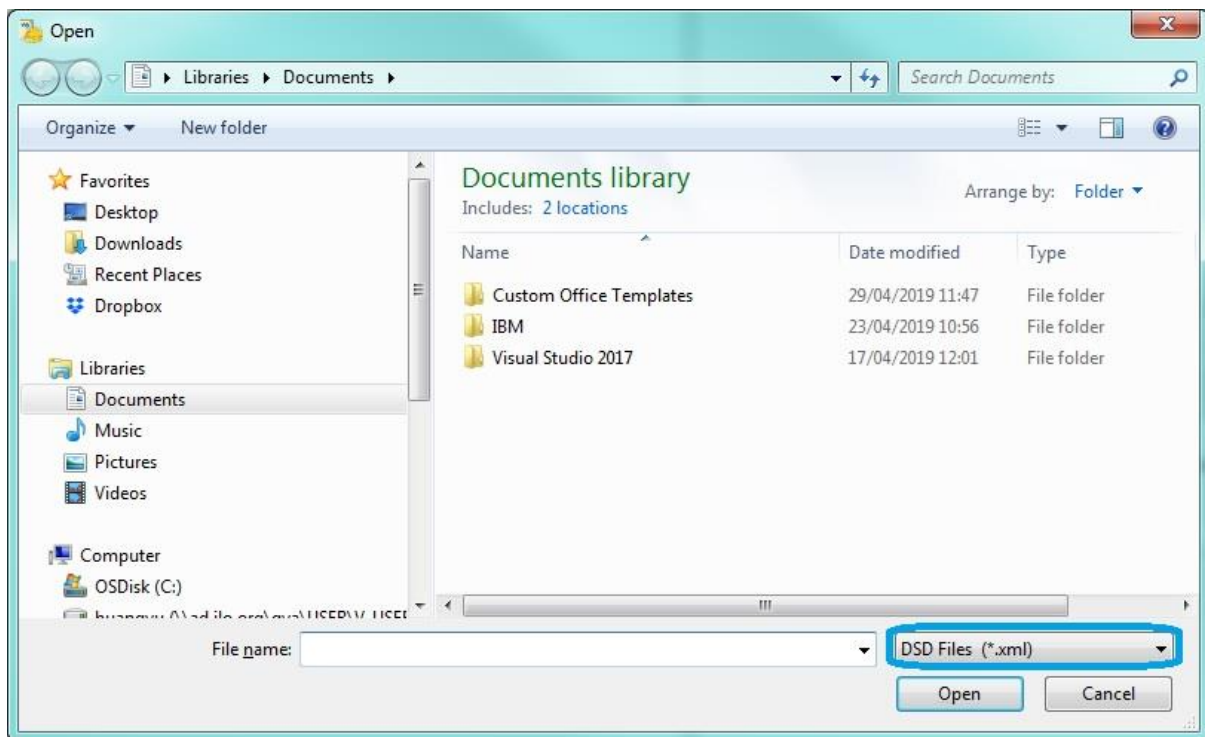 Open
Libraries Documents
Search Documents
Organize New folder
Favorites
Desktop
Downloads
Recent Places
Dropbox
Libraries
Documents
Music
Pictures
Videos
Computer
OSDisk (C:)
Documents library
Includes: 2 locations
Arrange by: Folder
Name Date modified Type
Custom Office Templates 29/04/2019 11:47 File folder
IBM 23/04/2019 10:56 File folder
Visual Studio 2017 17/04/2019 12:01 File folder
File name: DSD Files (*.xml)
Open Cancel